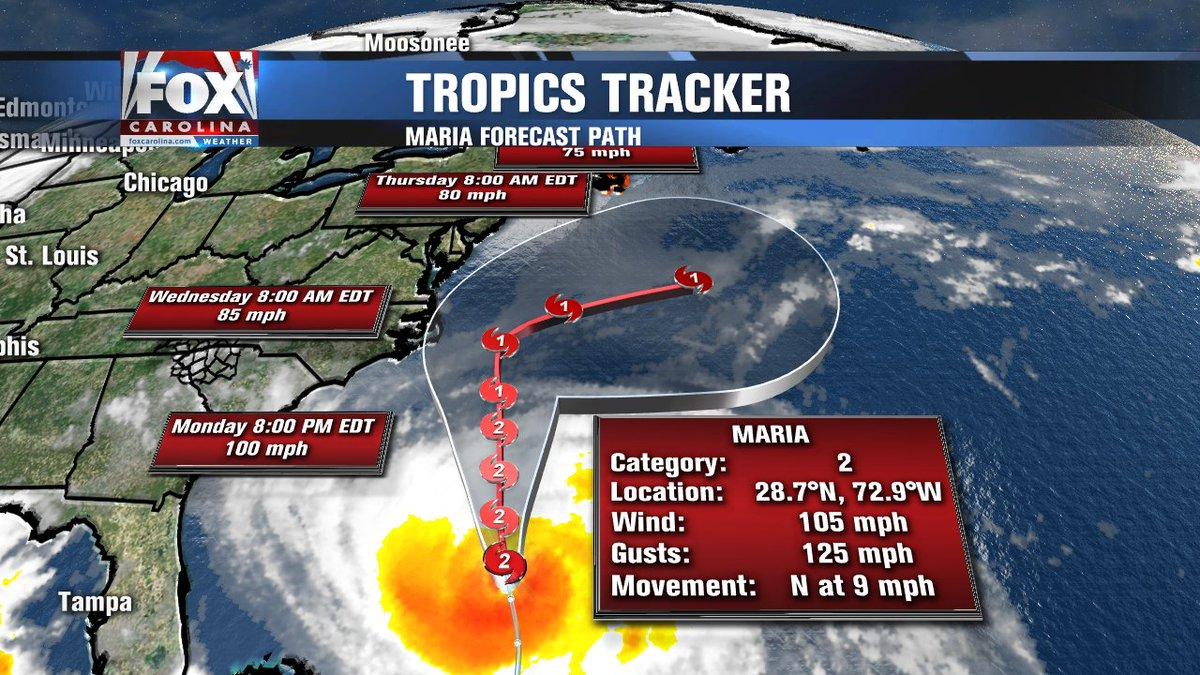 Moosonee
FOX
CAROLINA
foxcarolina.com WEATHER
TROPICS TRACKER
MARIA FORECAST PATH
75 mph
Thursday 8:00 AM EDT
80 mph
Chicago
St. Louis
Wednesday 8:00 AM EDT
85 mph
Monday 8:00 PM EDT
100 mph
Tampa
1
1
1
1
2
2
2
2
MARIA
Category: 2
Location: 28.7°N, 72.9°W
Wind: 105 mph
Gusts: 125 mph
Movement: N at 9 mph